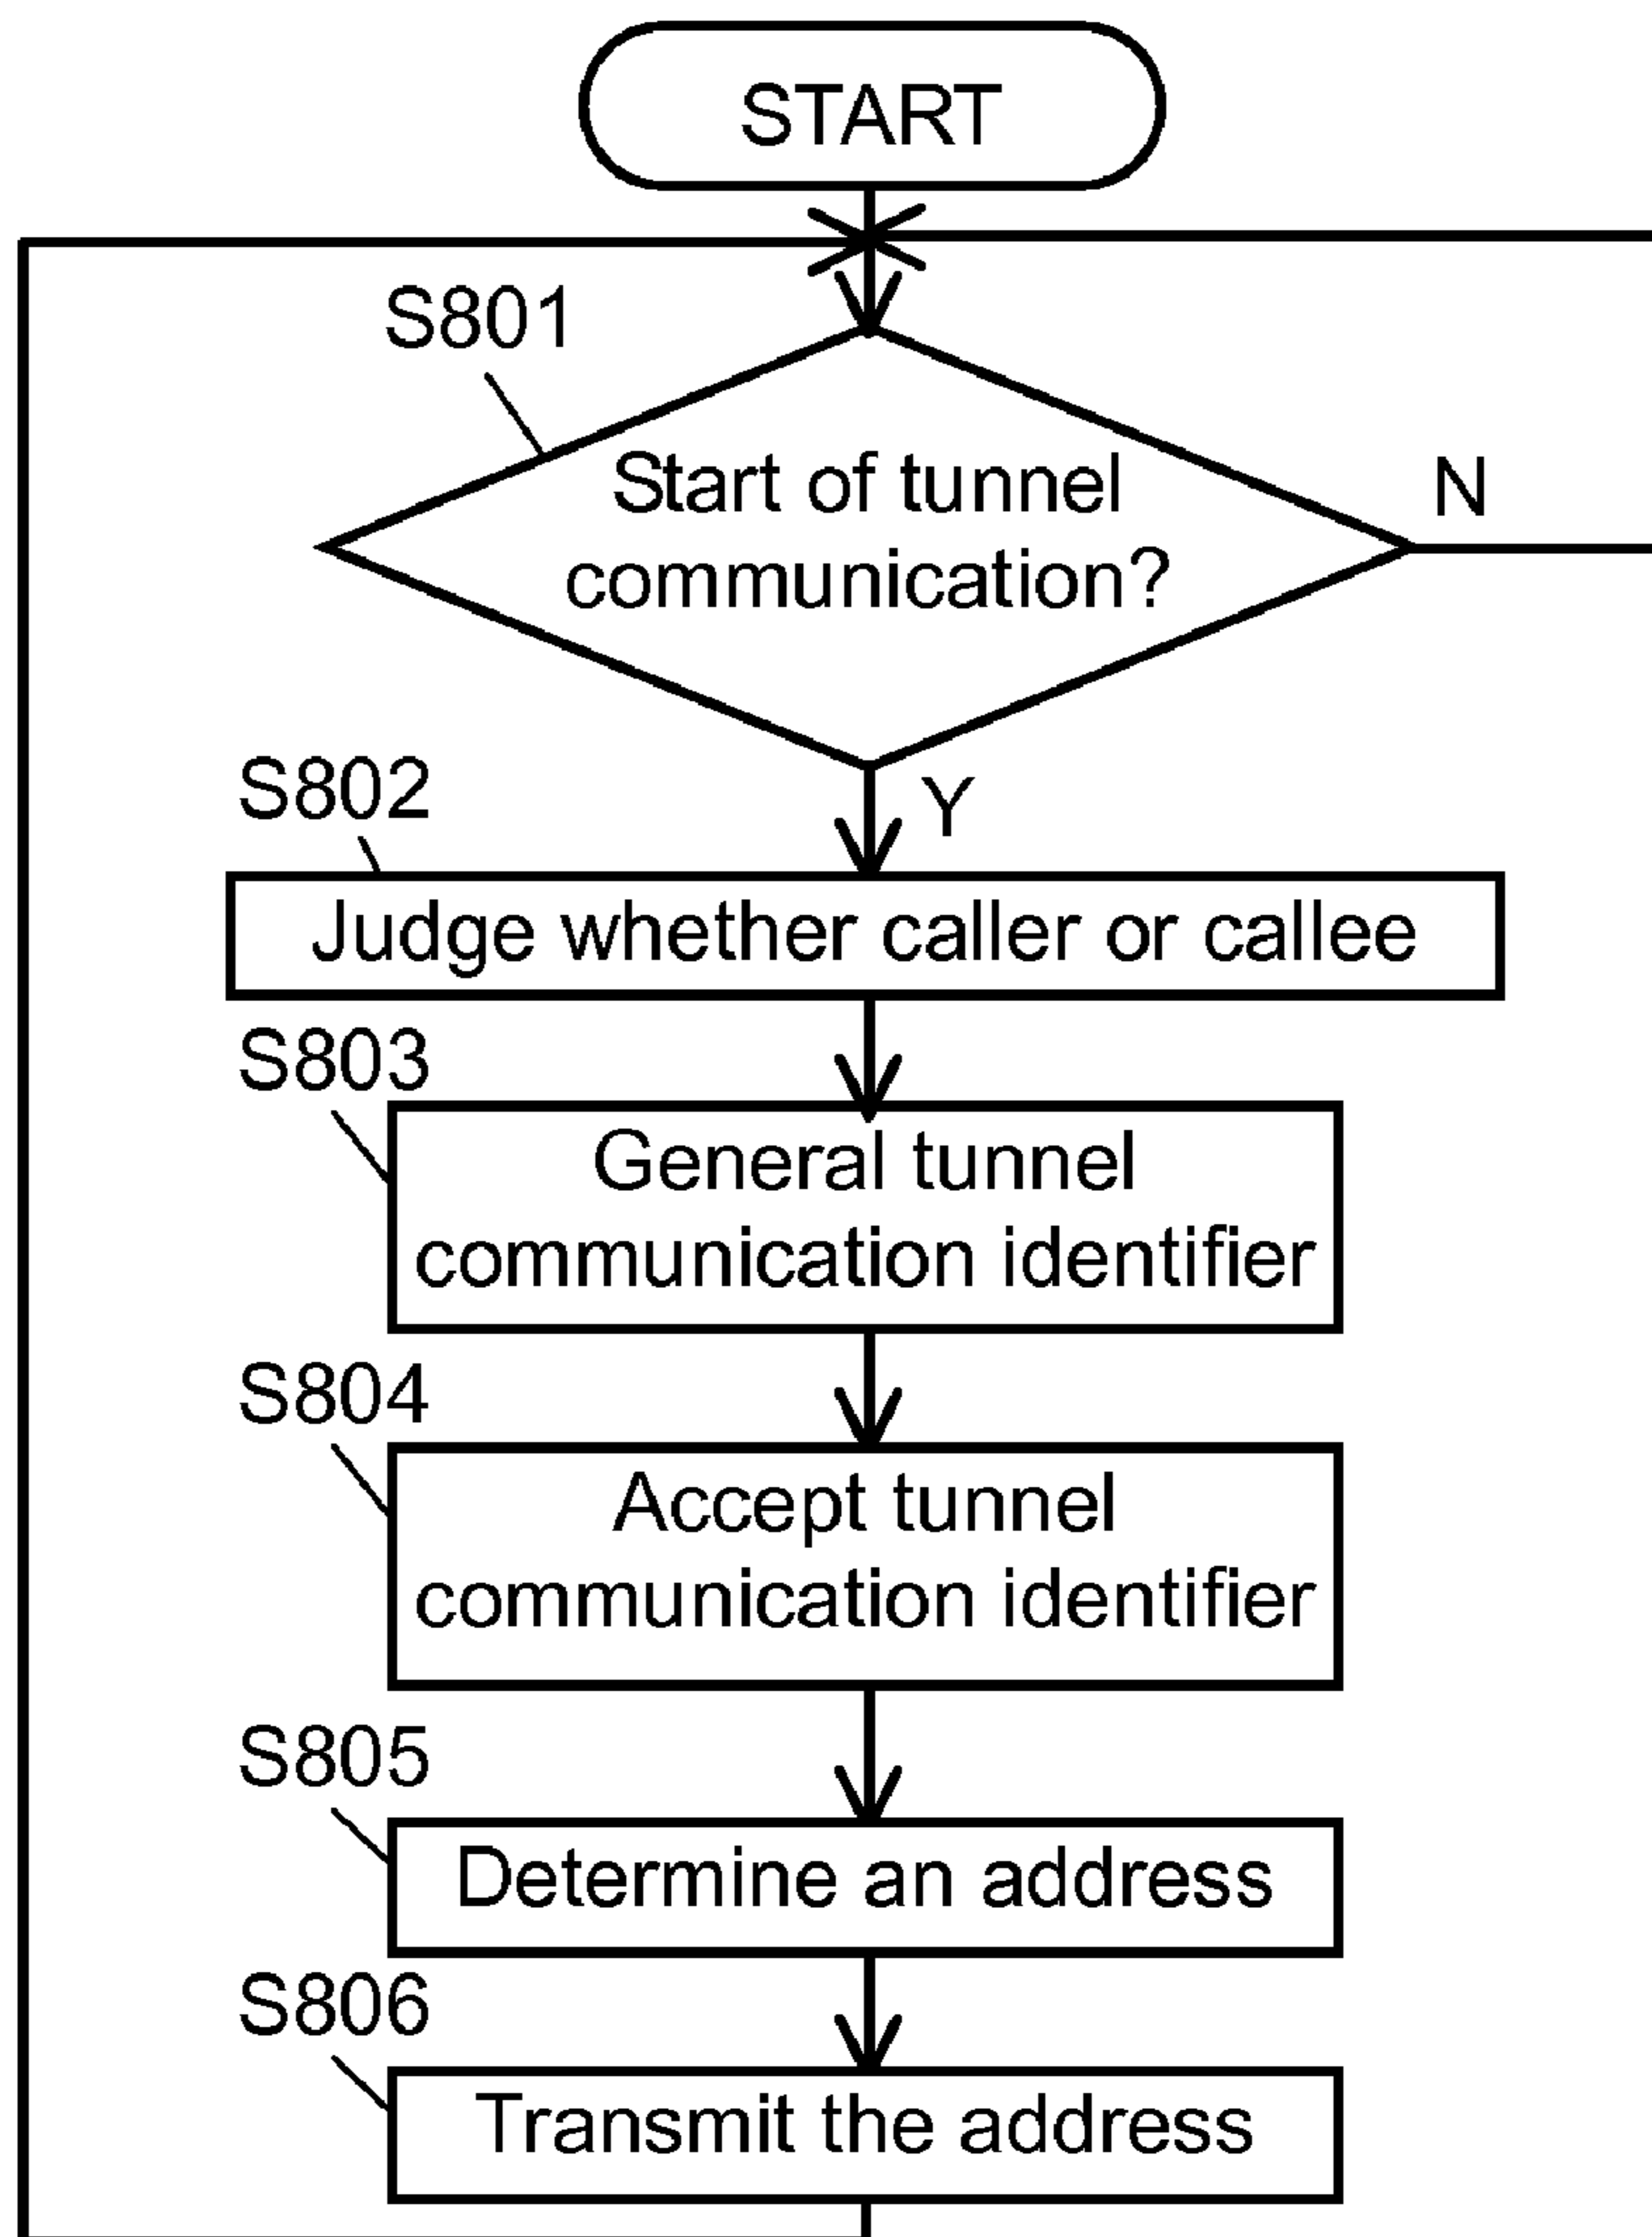 START
S801
Start of tunnel
communication?
N
Y
S802
Judge whether caller or callee
S803
General tunnel
communication identifier
S804
Accept tunnel
communication identifier
S805
Determine an address
S806
Transmit the address